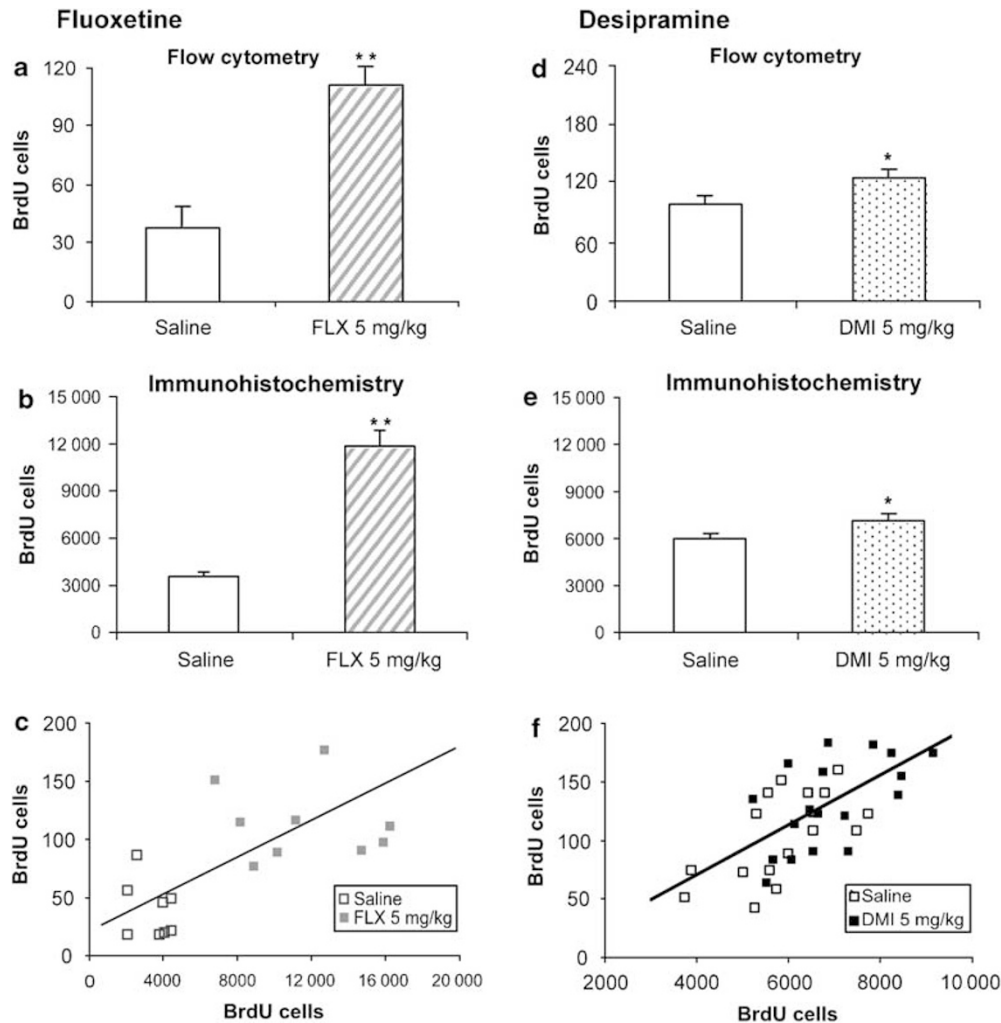 Fluoxetine
Desipramine
a
Flow cytometry
**
BrdU cells
120
90
60
30
0
Saline
FLX 5 mg/kg
d
Flow cytometry
*
BrdU cells
240
180
120
60
0
Saline
DMI 5 mg/kg
b
Immunohistochemistry
**
BrdU cells
15 000
12 000
9000
6000
3000
0
Saline
FLX 5 mg/kg
e
Immunohistochemistry
*
BrdU cells
15 000
12 000
9000
6000
3000
0
Saline
DMI 5 mg/kg
c
BrdU cells
200
150
100
50
0
Saline
FLX 5 mg/kg
0 4000 8000 12 000 16 000 20 000
BrdU cells
f
BrdU cells
200
150
100
50
0
Saline
DMI 5 mg/kg
2000 4000 6000 8000 10 000
BrdU cells